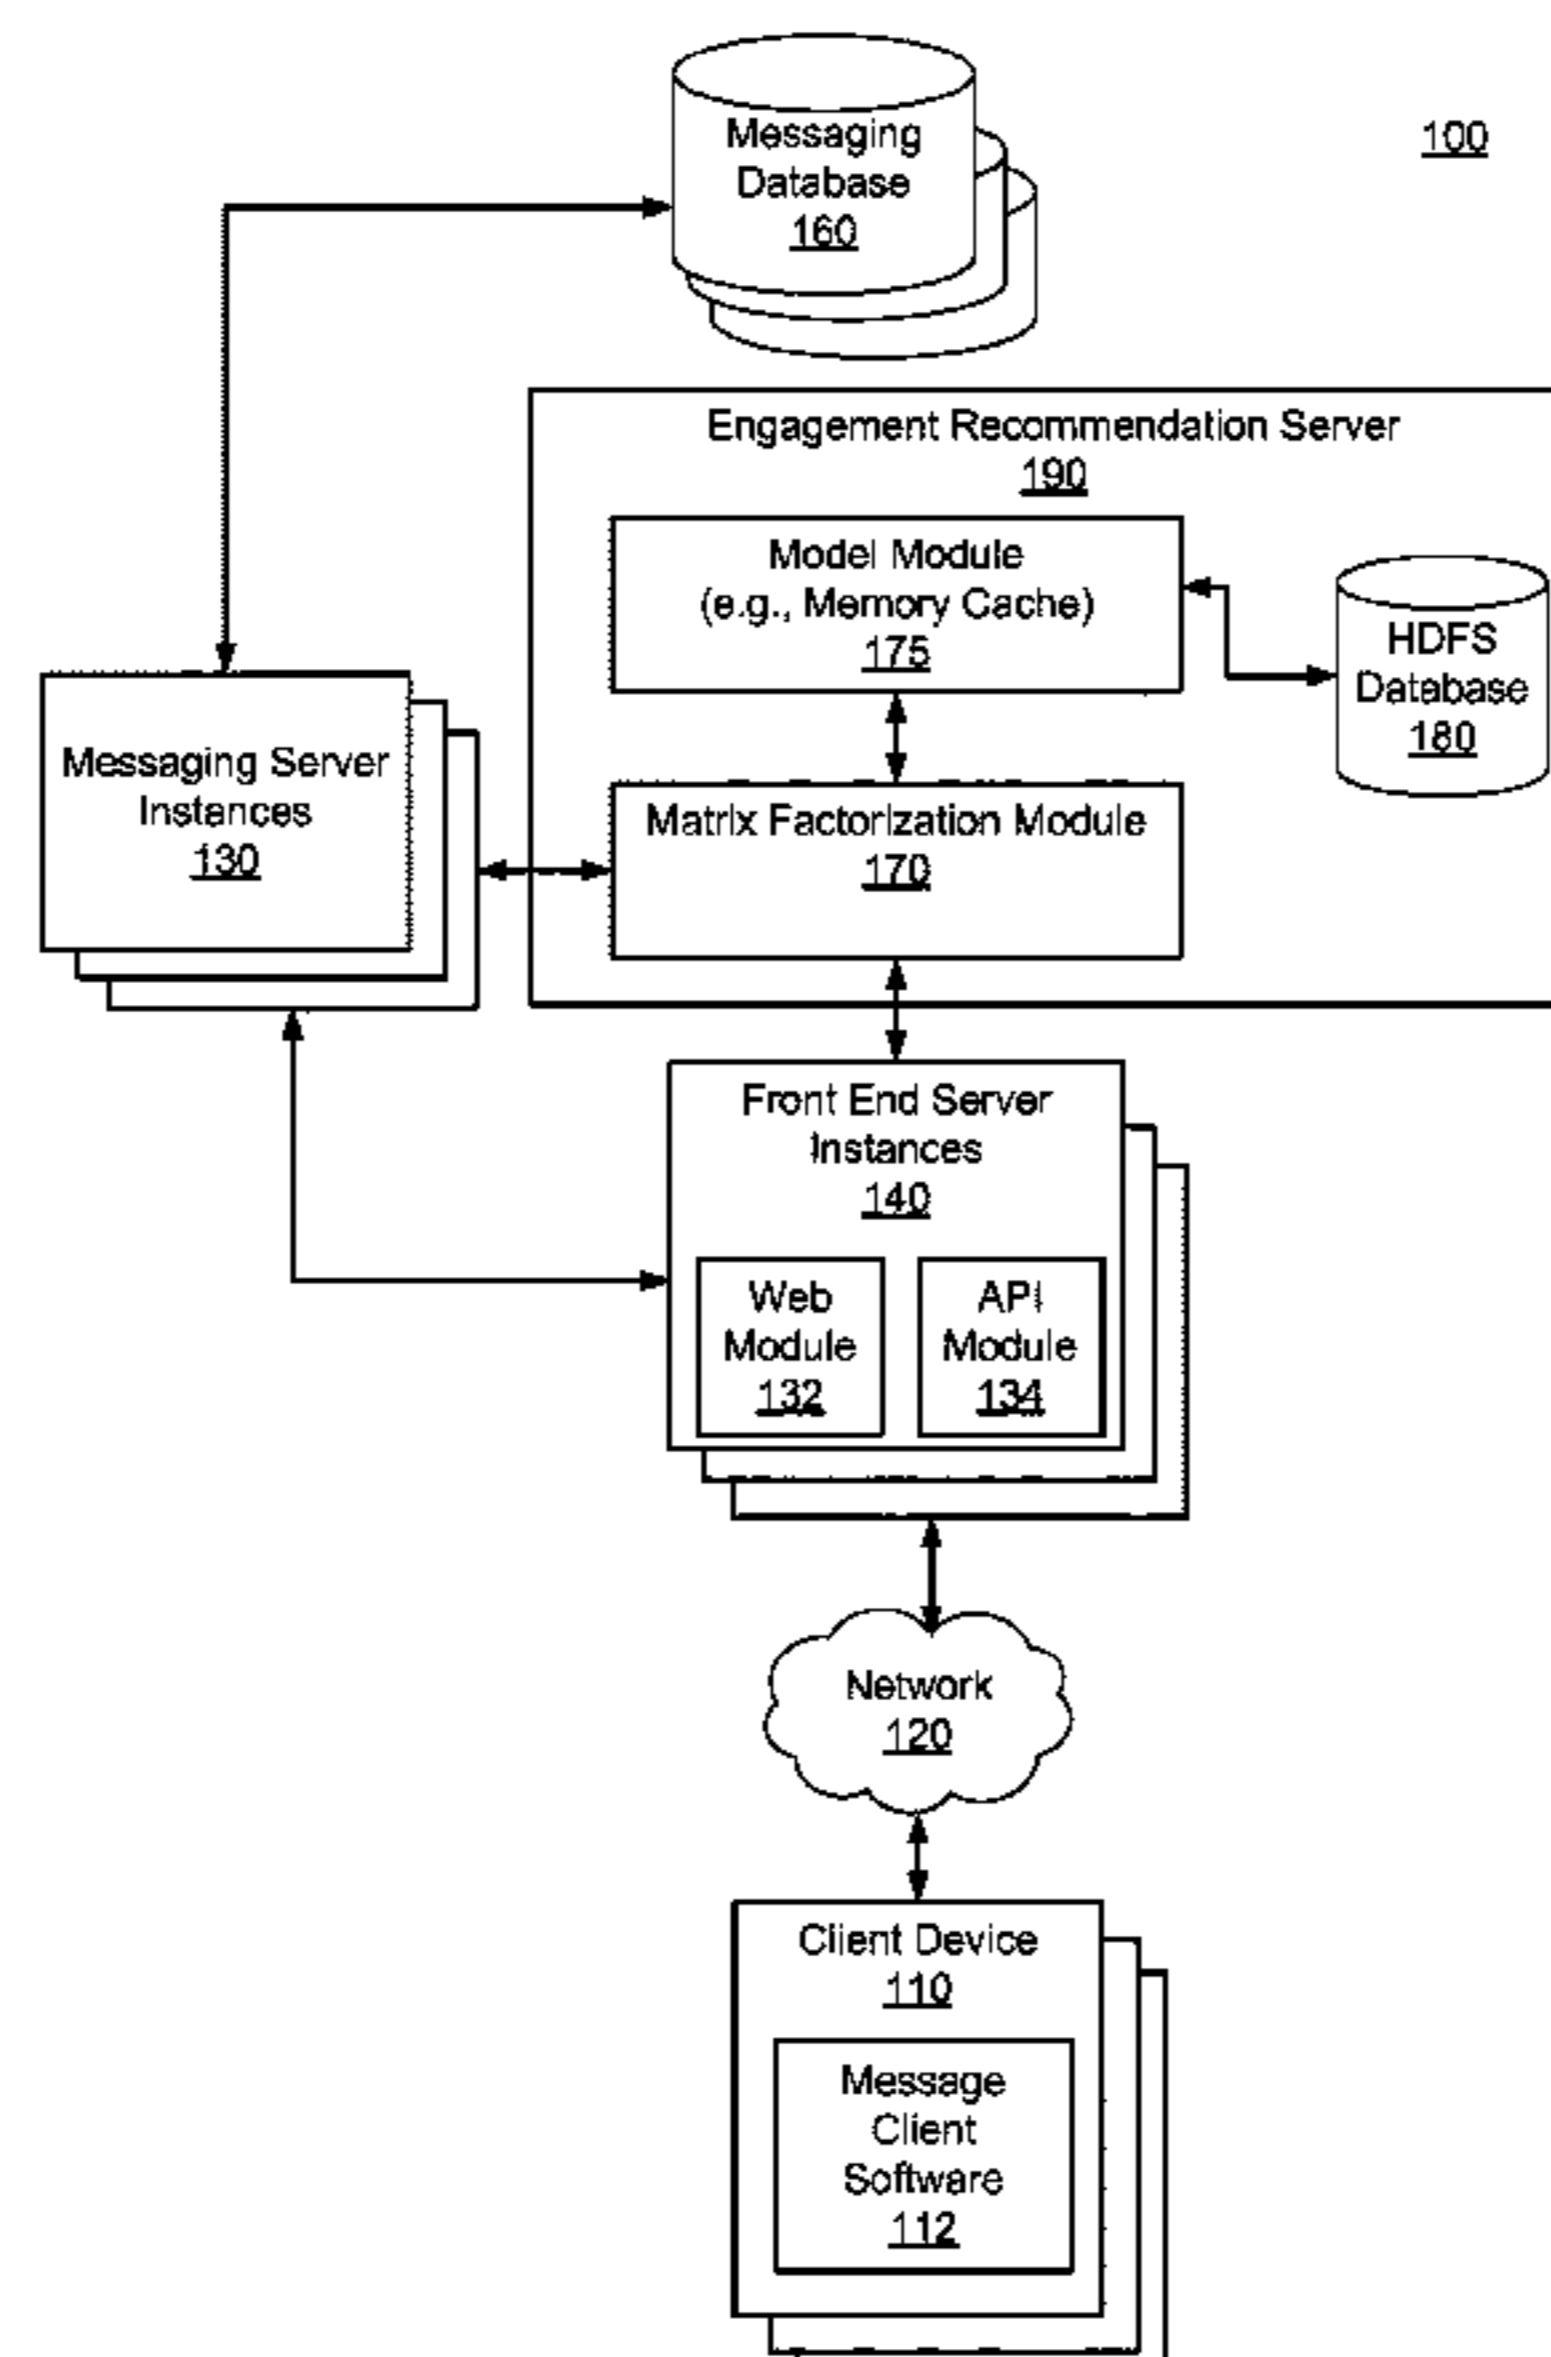 Messaging
Database
160
100
Engagement Recommendation Server
190
Model Module
(e.g., Memory Cache)
175
HDFS
Database
180
Messaging Server
Instances
130
Matrix Factorization Module
170
Front End Server
Instances
140
Web
Module
132
API
Module
134
Network
120
Client Device
110
Message
Client
Software
112